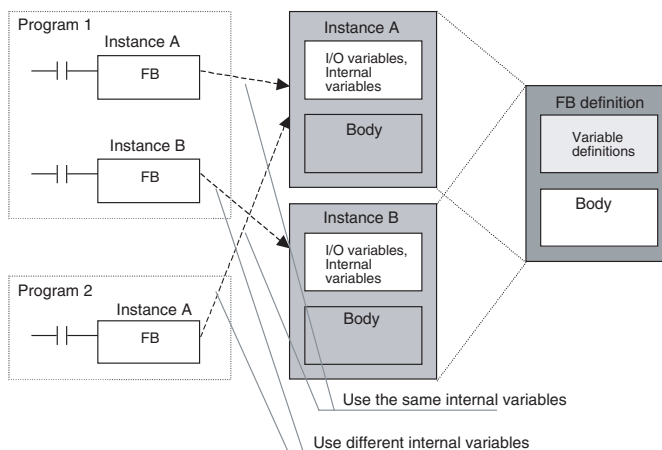 Program 1
Instance A
FB
Instance B
FB
Program 2
Instance A
FB
Instance A
I/O variables,
Internal
variables
Body
Instance B
I/O variables,
Internal
variables
Body
FB definition
Variable
definitions
Body
Use the same internal variables
Use different internal variables